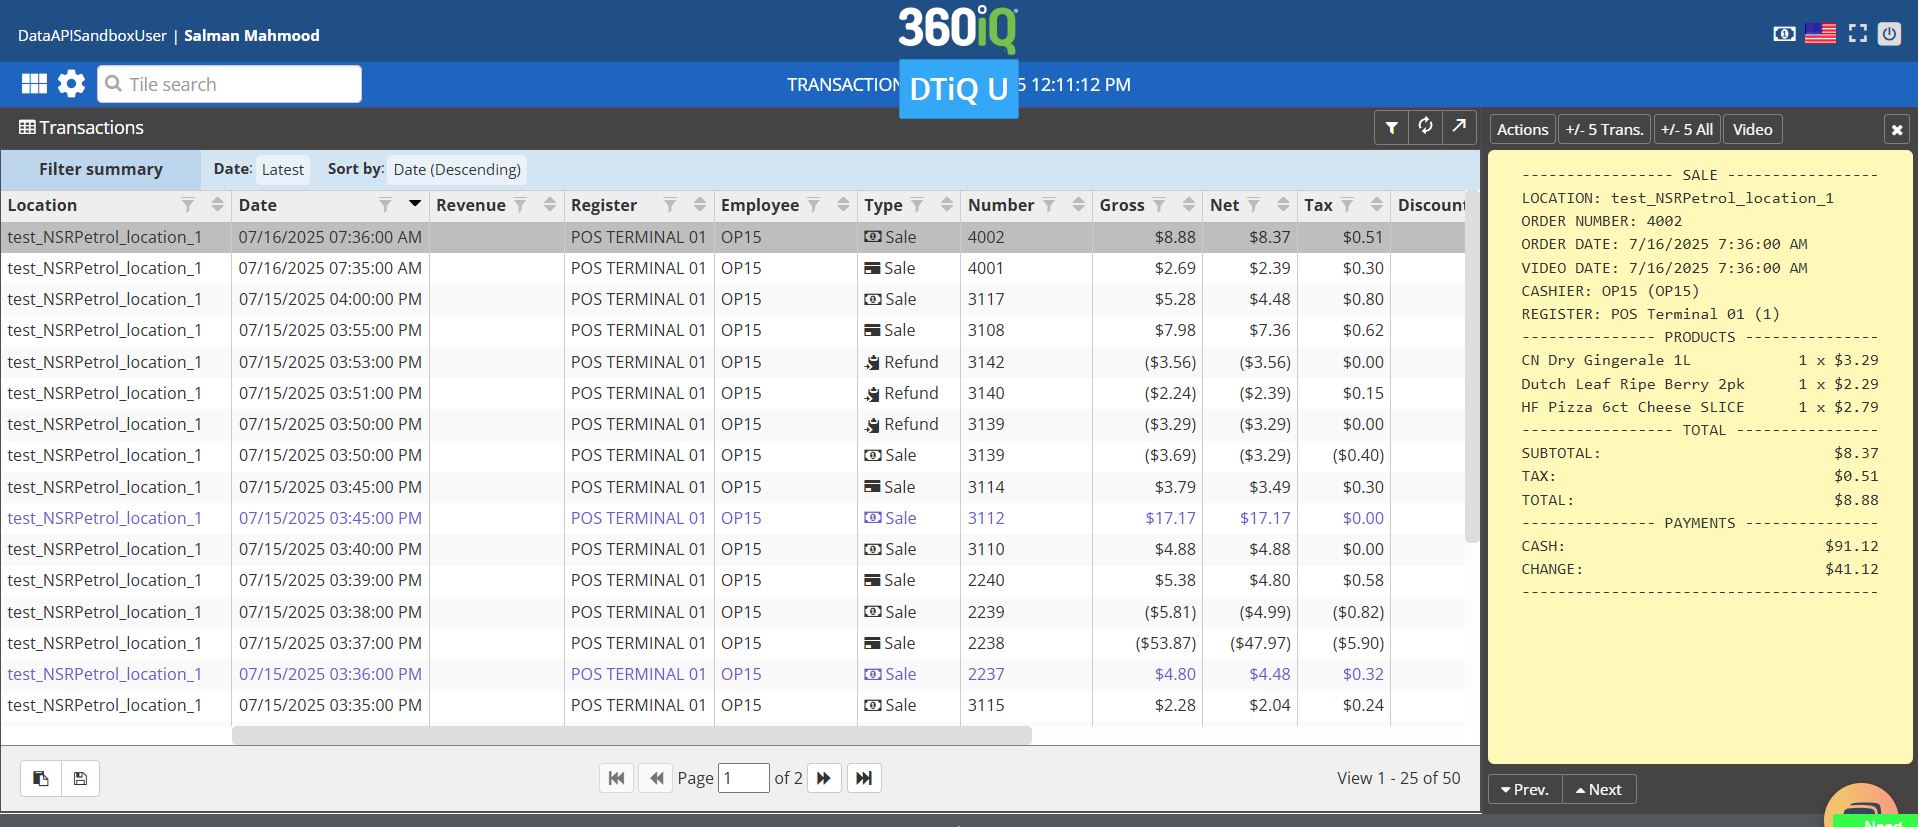 DataAPISandboxUser | Salman Mahmood
360iQ
Tile search
TRANSACTION 5 12:11:12 PM
DTiQ U
Transactions
Filter summary Date: Latest Sort by: Date (Descending)
Location Date Revenue Register Employee Type Number Gross Net Tax Discount
test_NSRPetrol_location_1 07/16/2025 07:36:00 AM POS TERMINAL 01 OP15 Sale 4002 $8.88 $8.37 $0.51
test_NSRPetrol_location_1 07/16/2025 07:35:00 AM POS TERMINAL 01 OP15 Sale 4001 $2.69 $2.39 $0.30
test_NSRPetrol_location_1 07/15/2025 04:00:00 PM POS TERMINAL 01 OP15 Sale 3117 $5.28 $4.48 $0.80
test_NSRPetrol_location_1 07/15/2025 03:55:00 PM POS TERMINAL 01 OP15 Sale 3108 $7.98 $7.36 $0.62
test_NSRPetrol_location_1 07/15/2025 03:53:00 PM POS TERMINAL 01 OP15 Refund 3142 ($3.56) ($3.56) $0.00
test_NSRPetrol_location_1 07/15/2025 03:51:00 PM POS TERMINAL 01 OP15 Refund 3140 ($2.24) ($2.39) $0.15
test_NSRPetrol_location_1 07/15/2025 03:50:00 PM POS TERMINAL 01 OP15 Refund 3139 ($3.29) ($3.29) $0.00
test_NSRPetrol_location_1 07/15/2025 03:50:00 PM POS TERMINAL 01 OP15 Sale 3139 ($3.69) ($3.29) ($0.40)
test_NSRPetrol_location_1 07/15/2025 03:45:00 PM POS TERMINAL 01 OP15 Sale 3114 $3.79 $3.49 $0.30
test_NSRPetrol_location_1 07/15/2025 03:45:00 PM POS TERMINAL 01 OP15 Sale 3112 $17.17 $17.17 $0.00
test_NSRPetrol_location_1 07/15/2025 03:40:00 PM POS TERMINAL 01 OP15 Sale 3110 $4.88 $4.88 $0.00
test_NSRPetrol_location_1 07/15/2025 03:39:00 PM POS TERMINAL 01 OP15 Sale 2240 $5.38 $4.80 $0.58
test_NSRPetrol_location_1 07/15/2025 03:38:00 PM POS TERMINAL 01 OP15 Sale 2239 ($5.81) ($4.99) ($0.82)
test_NSRPetrol_location_1 07/15/2025 03:37:00 PM POS TERMINAL 01 OP15 Sale 2238 ($53.87) ($47.97) ($5.90)
test_NSRPetrol_location_1 07/15/2025 03:36:00 PM POS TERMINAL 01 OP15 Sale 2237 $4.80 $4.48 $0.32
test_NSRPetrol_location_1 07/15/2025 03:35:00 PM POS TERMINAL 01 OP15 Sale 3115 $2.28 $2.04 $0.24
Page 1 of 2
View 1 - 25 of 50
Actions +/- 5 Trans. +/- 5 All Video
----------------- SALE -----------------
LOCATION: test_NSRPetrol_location_1
ORDER NUMBER: 4002
ORDER DATE: 7/16/2025 7:36:00 AM
VIDEO DATE: 7/16/2025 7:36:00 AM
CASHIER: OP15 (OP15)
REGISTER: POS Terminal 01 (1)
--------------- PRODUCTS ---------------
CN Dry Gingerale 1L 1 x $3.29
Dutch Leaf Ripe Berry 2pk 1 x $2.29
HF Pizza 6ct Cheese SLICE 1 x $2.79
----------------- TOTAL ----------------
SUBTOTAL: $8.37
TAX: $0.51
TOTAL: $8.88
--------------- PAYMENTS ---------------
CASH: $91.12
CHANGE: $41.12
----------------------------------------
Prev. Next